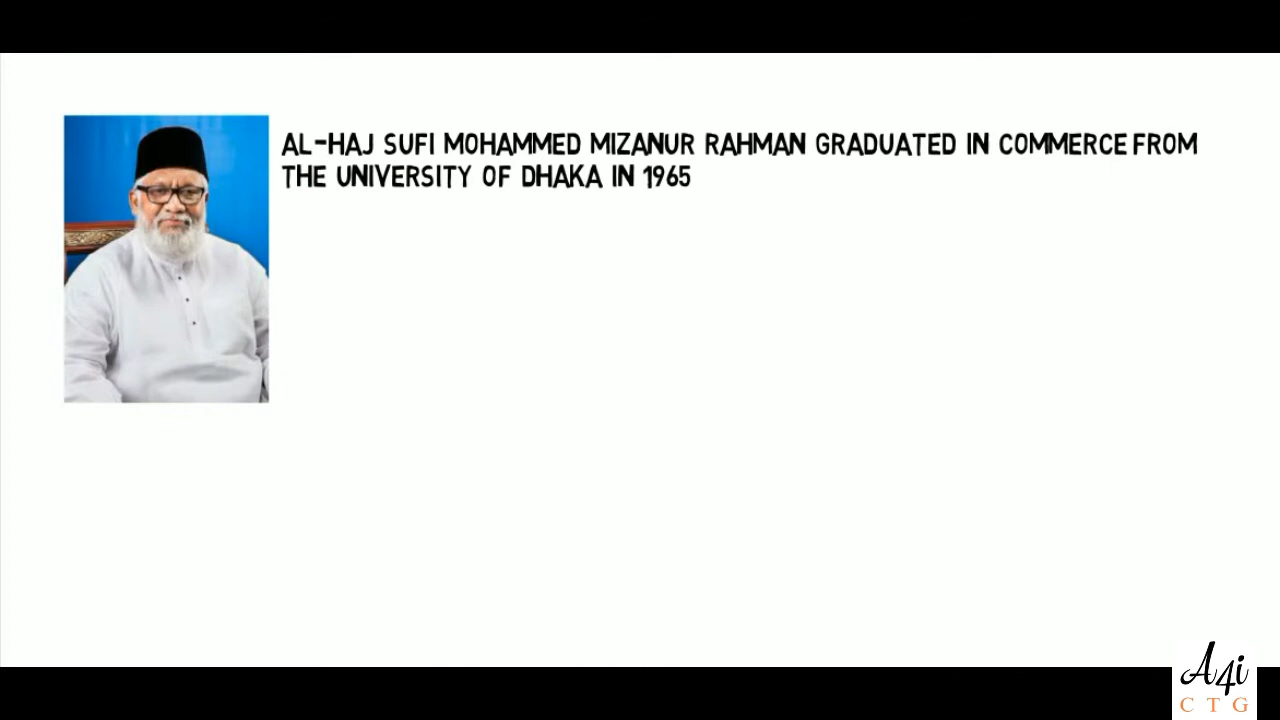 AL-HAJ SUFI MOHAMMED MIZANUR RAHMAN GRADUATED IN COMMERCE FROM
THE UNIVERSITY OF DHAKA IN 1965
A4i
CTG